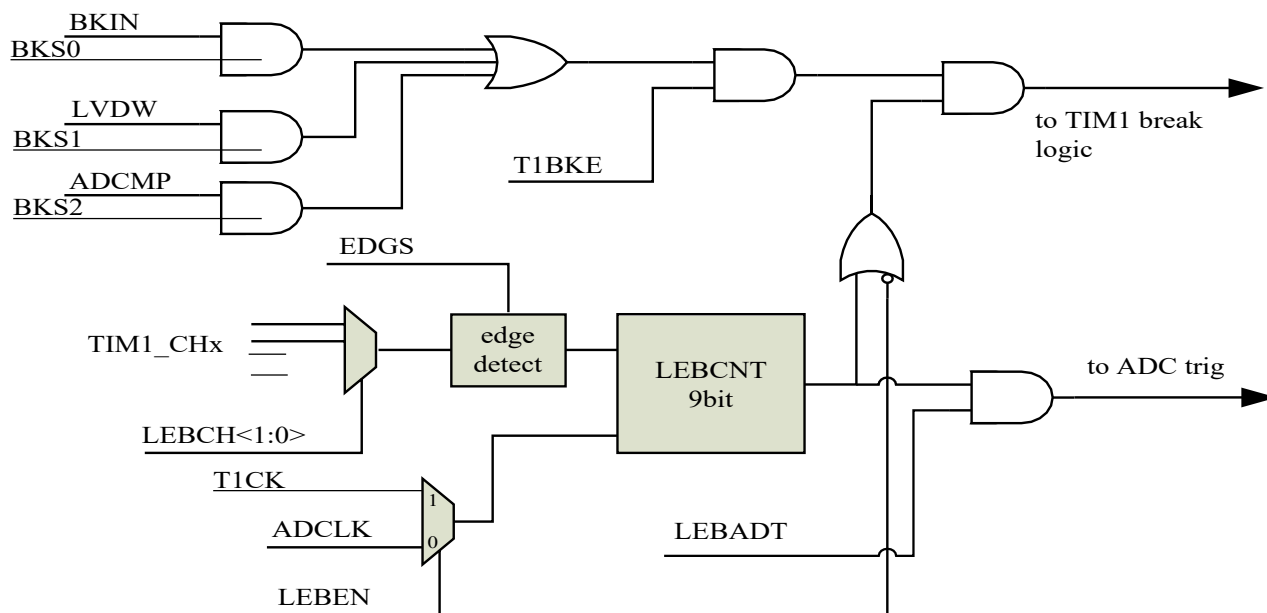 BKIN
BKS0
LVDW
BKS1
ADCMP
BKS2
T1BKE
to TIM1 break
logic
EDGS
TIM1_CHx
edge
detect
LEBCNT
9bit
to ADC trig
LEBCH<1:0>
T1CK
1
ADCLK
0
LEBADT
LEBEN